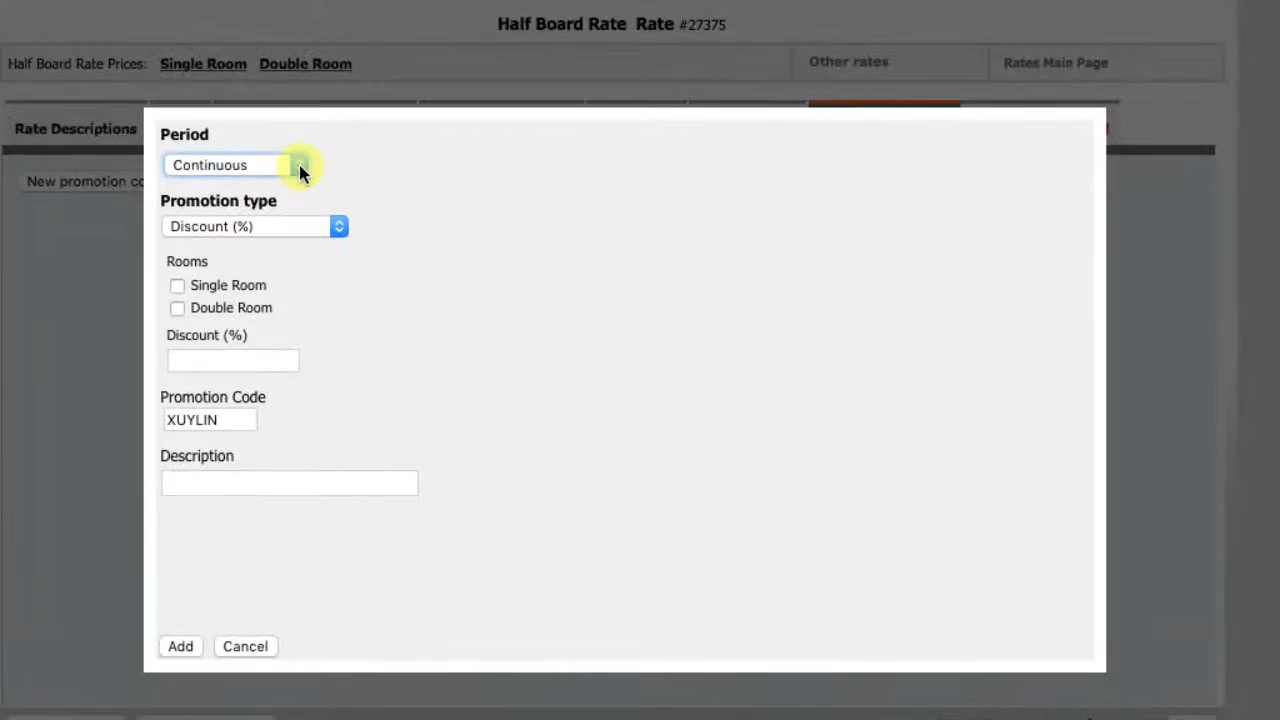 Half Board Rate Rate #27375
Half Board Rate Prices: Single Room Double Room Other rates Rates Main Page
Rate Descriptions
New promotion co
Period
Continuous
Promotion type
Discount (%)
Rooms
Single Room
Double Room
Discount (%)
Promotion Code
XUYLIN
Description
Add Cancel